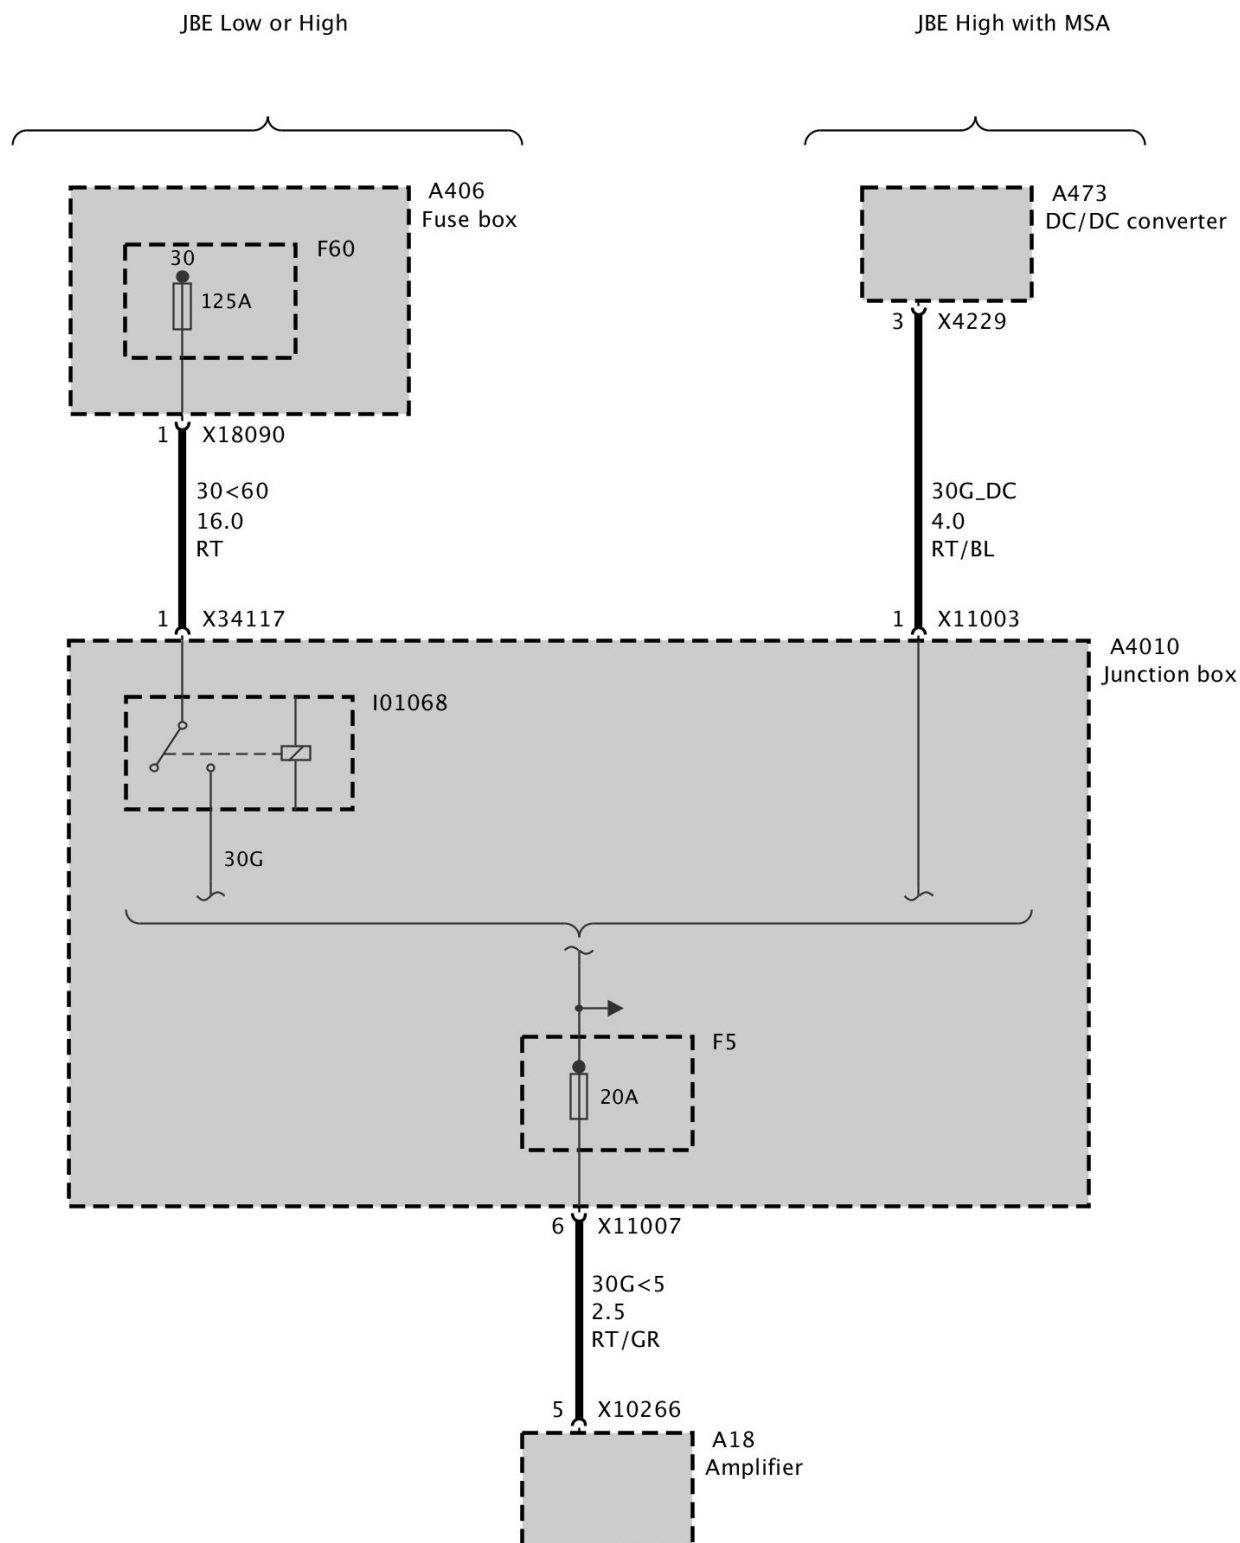 JBE Low or High
JBE High with MSA
A406
Fuse box
F60
30
125A
A473
DC/DC converter
1 X18090
3 X4229
30<60
16.0
RT
30G_DC
4.0
RT/BL
1 X34117
1 X11003
A4010
Junction box
I01068
30G
F5
20A
6 X11007
30G<5
2.5
RT/GR
5 X10266
A18
Amplifier